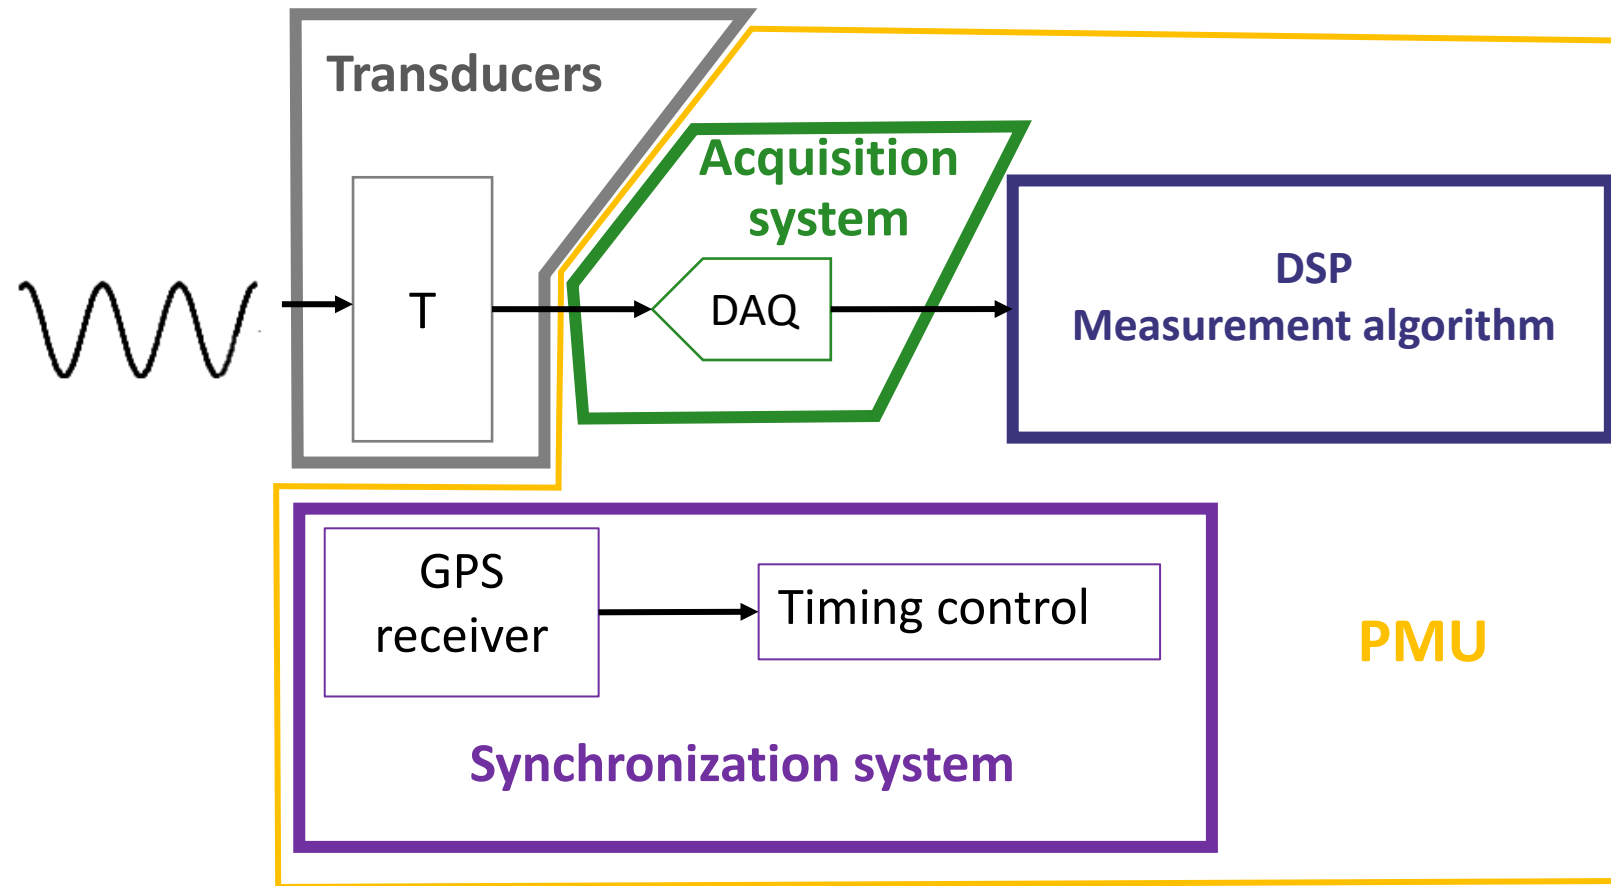 Transducers
Acquisition
system
T
DAQ
DSP
Measurement algorithm
GPS
receiver
Timing control
PMU
Synchronization system